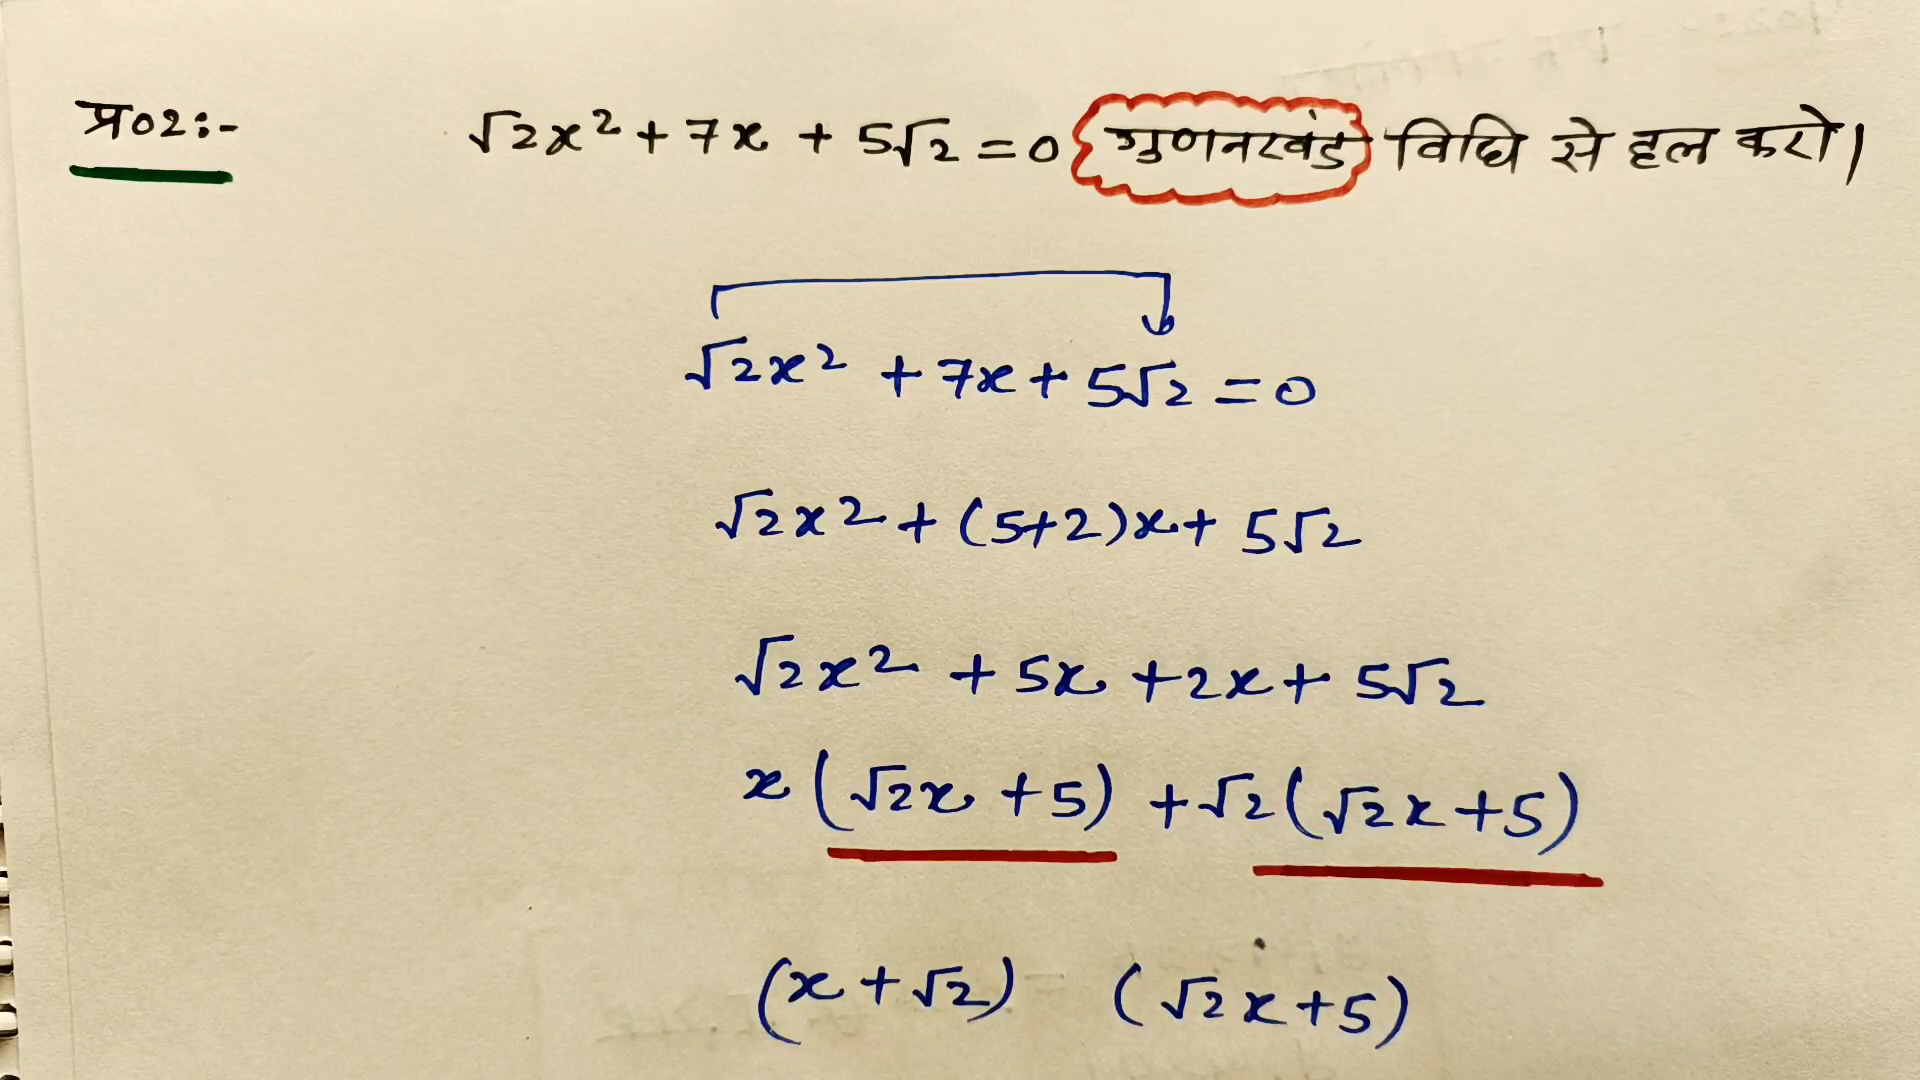 प्र०2:- √2x² + 7x + 5√2 = 0 गुणनखंड विधि से हल करो।
√2x² + 7x + 5√2 = 0
√2x² + (5+2)x + 5√2
√2x² + 5x + 2x + 5√2
x(√2x + 5) + √2(√2x + 5)
(x + √2) (√2x + 5)